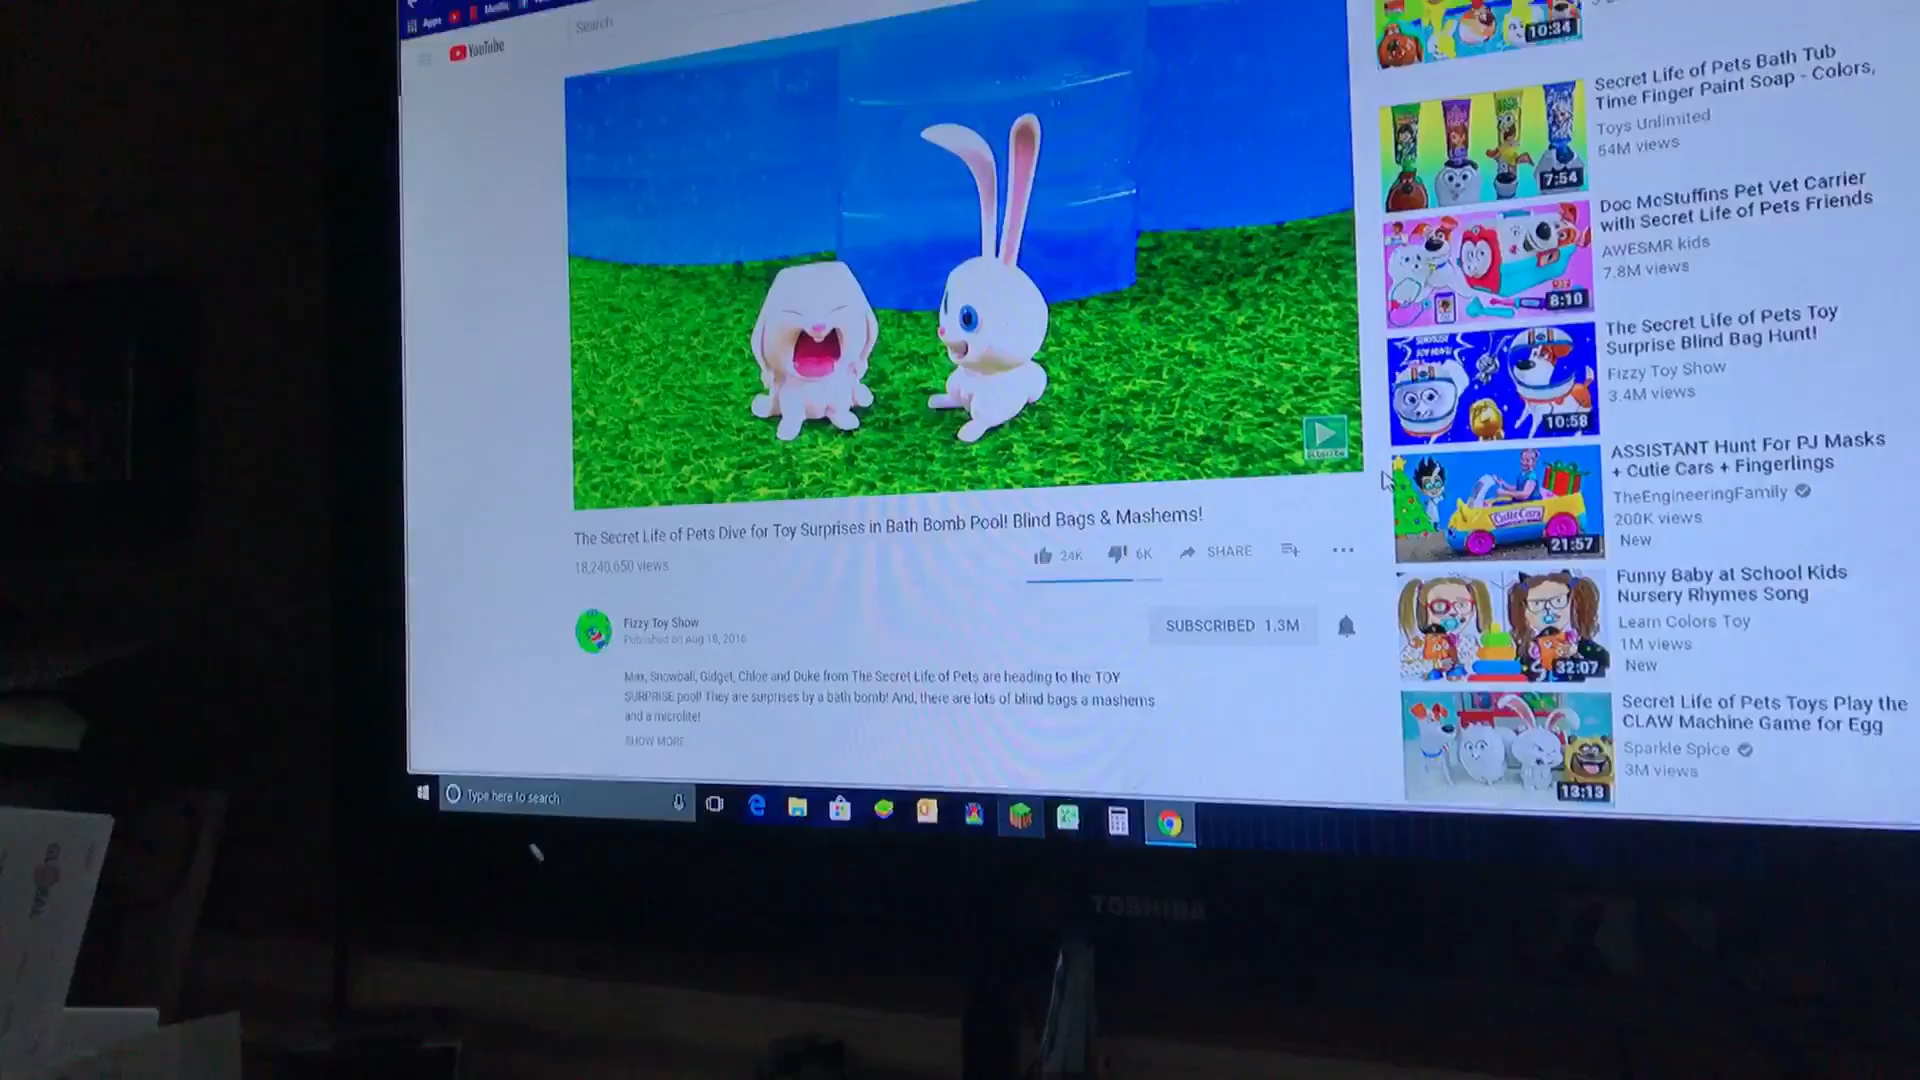 Apps
YouTube
Search
10:34
Secret Life of Pets Bath Tub
Time Finger Paint Soap - Colors,
Toys Unlimited
54M views
7:54
Doc McStuffins Pet Vet Carrier
with Secret Life of Pets Friends
AWESMR kids
7.8M views
8:10
The Secret Life of Pets Toy
Surprise Blind Bag Hunt!
Fizzy Toy Show
3.4M views
10:58
ASSISTANT Hunt For PJ Masks
+ Cutie Cars + Fingerlings
TheEngineeringFamily
200K views
New
CutieCars
21:57
Funny Baby at School Kids
Nursery Rhymes Song
Learn Colors Toy
1M views
New
32:07
Secret Life of Pets Toys Play the
CLAW Machine Game for Egg
Sparkle Spice
3M views
13:13
subscribe
The Secret Life of Pets Dive for Toy Surprises in Bath Bomb Pool! Blind Bags & Mashems!
18,240,650 views
24K 6K SHARE
Fizzy Toy Show
Published on Aug 18, 2016
SUBSCRIBED 1.3M
Max, Snowball, Gidget, Chloe and Duke from The Secret Life of Pets are heading to the TOY
SURPRISE pool! They are surprises by a bath bomb! And, there are lots of blind bags a mashems
and a microlite!
SHOW MORE
Type here to search
TOSHIBA